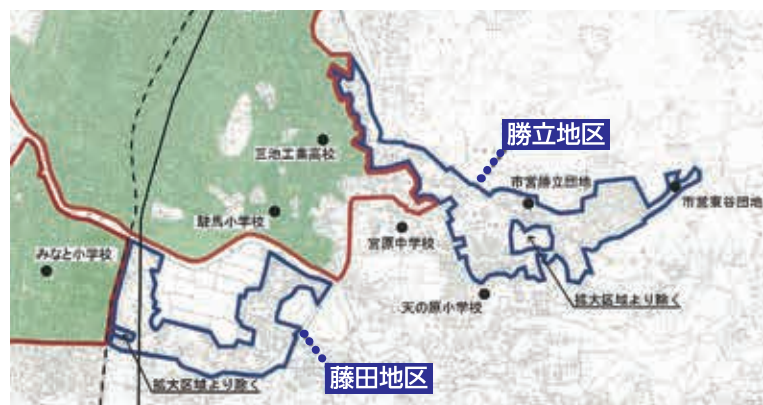 勝立地区
三池工業高校
市営勝立団地
市営東谷団地
駛馬小学校
宮原中学校
みなと小学校
拡大区域より除く
天の原小学校
藤田地区
拡大区域より除く